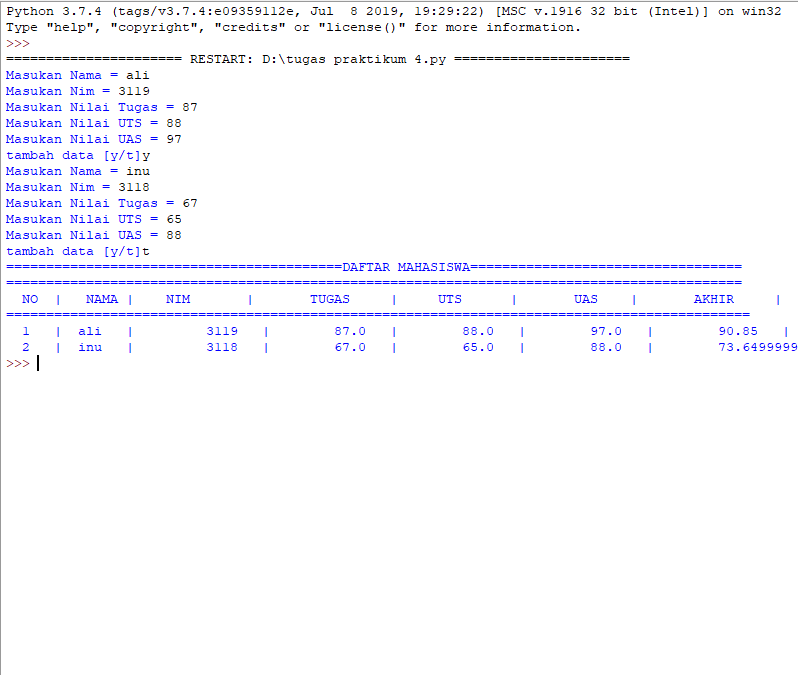 Python 3.7.4 (tags/v3.7.4:e09359112e, Jul  8 2019, 19:29:22) [MSC v.1916 32 bit (Intel)] on win32
Type "help", "copyright", "credits" or "license()" for more information.
>>>
====================== RESTART: D:\tugas praktikum 4.py ======================
Masukan Nama = ali
Masukan Nim = 3119
Masukan Nilai Tugas = 87
Masukan Nilai UTS = 88
Masukan Nilai UAS = 97
tambah data [y/t]y
Masukan Nama = inu
Masukan Nim = 3118
Masukan Nilai Tugas = 67
Masukan Nilai UTS = 65
Masukan Nilai UAS = 88
tambah data [y/t]t
==========================================DAFTAR MAHASISWA==================================
============================================================================================
  NO  |   NAMA |    NIM       |       TUGAS     |     UTS      |       UAS    |       AKHIR     |
=============================================================================================
  1   |  ali   |         3119   |        87.0   |        88.0   |        97.0   |        90.85   |
  2   |  inu   |         3118   |        67.0   |        65.0   |        88.0   |        73.6499999
>>>